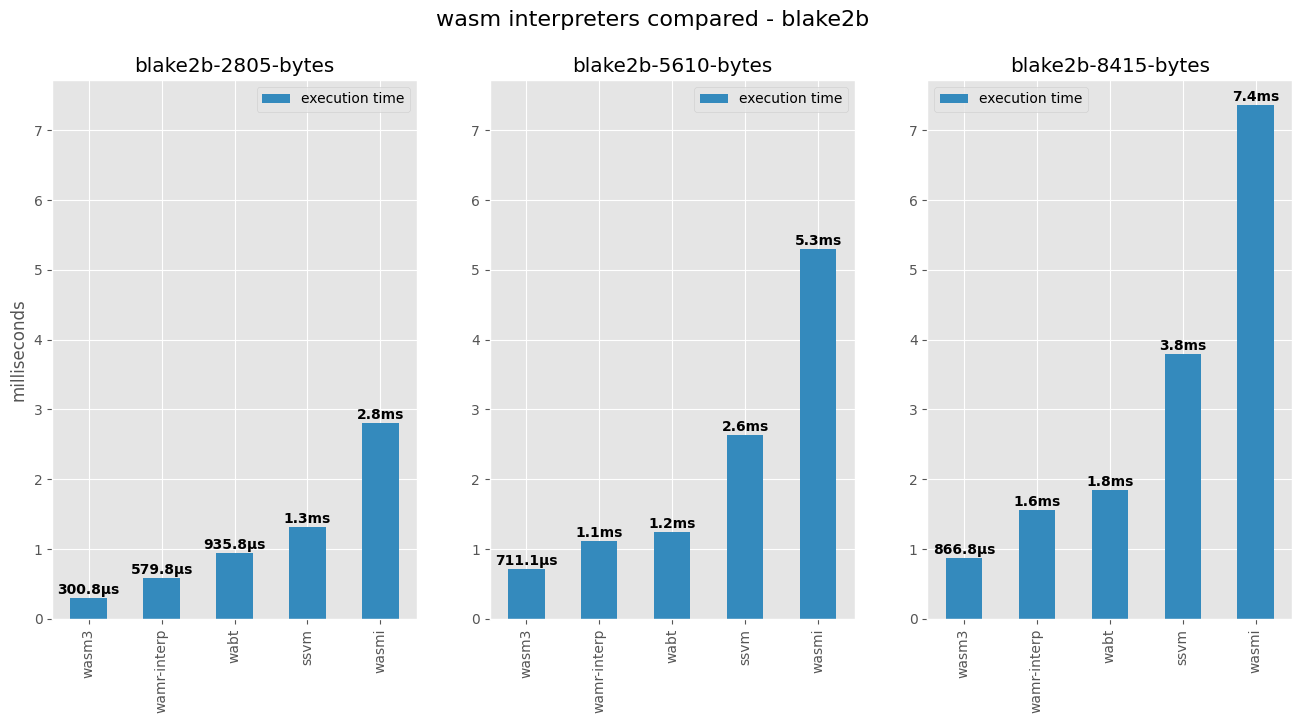 wasm interpreters compared - blake2b
blake2b-2805-bytes
execution time
milliseconds
7
6
5
4
3
2
1
0
300.8µs
579.8µs
935.8µs
1.3ms
2.8ms
wasm3
wamr-interp
wabt
ssvm
wasmi
blake2b-5610-bytes
execution time
7
6
5
4
3
2
1
0
711.1µs
1.1ms
1.2ms
2.6ms
5.3ms
wasm3
wamr-interp
wabt
ssvm
wasmi
blake2b-8415-bytes
execution time
7
6
5
4
3
2
1
0
866.8µs
1.6ms
1.8ms
3.8ms
7.4ms
wasm3
wamr-interp
wabt
ssvm
wasmi